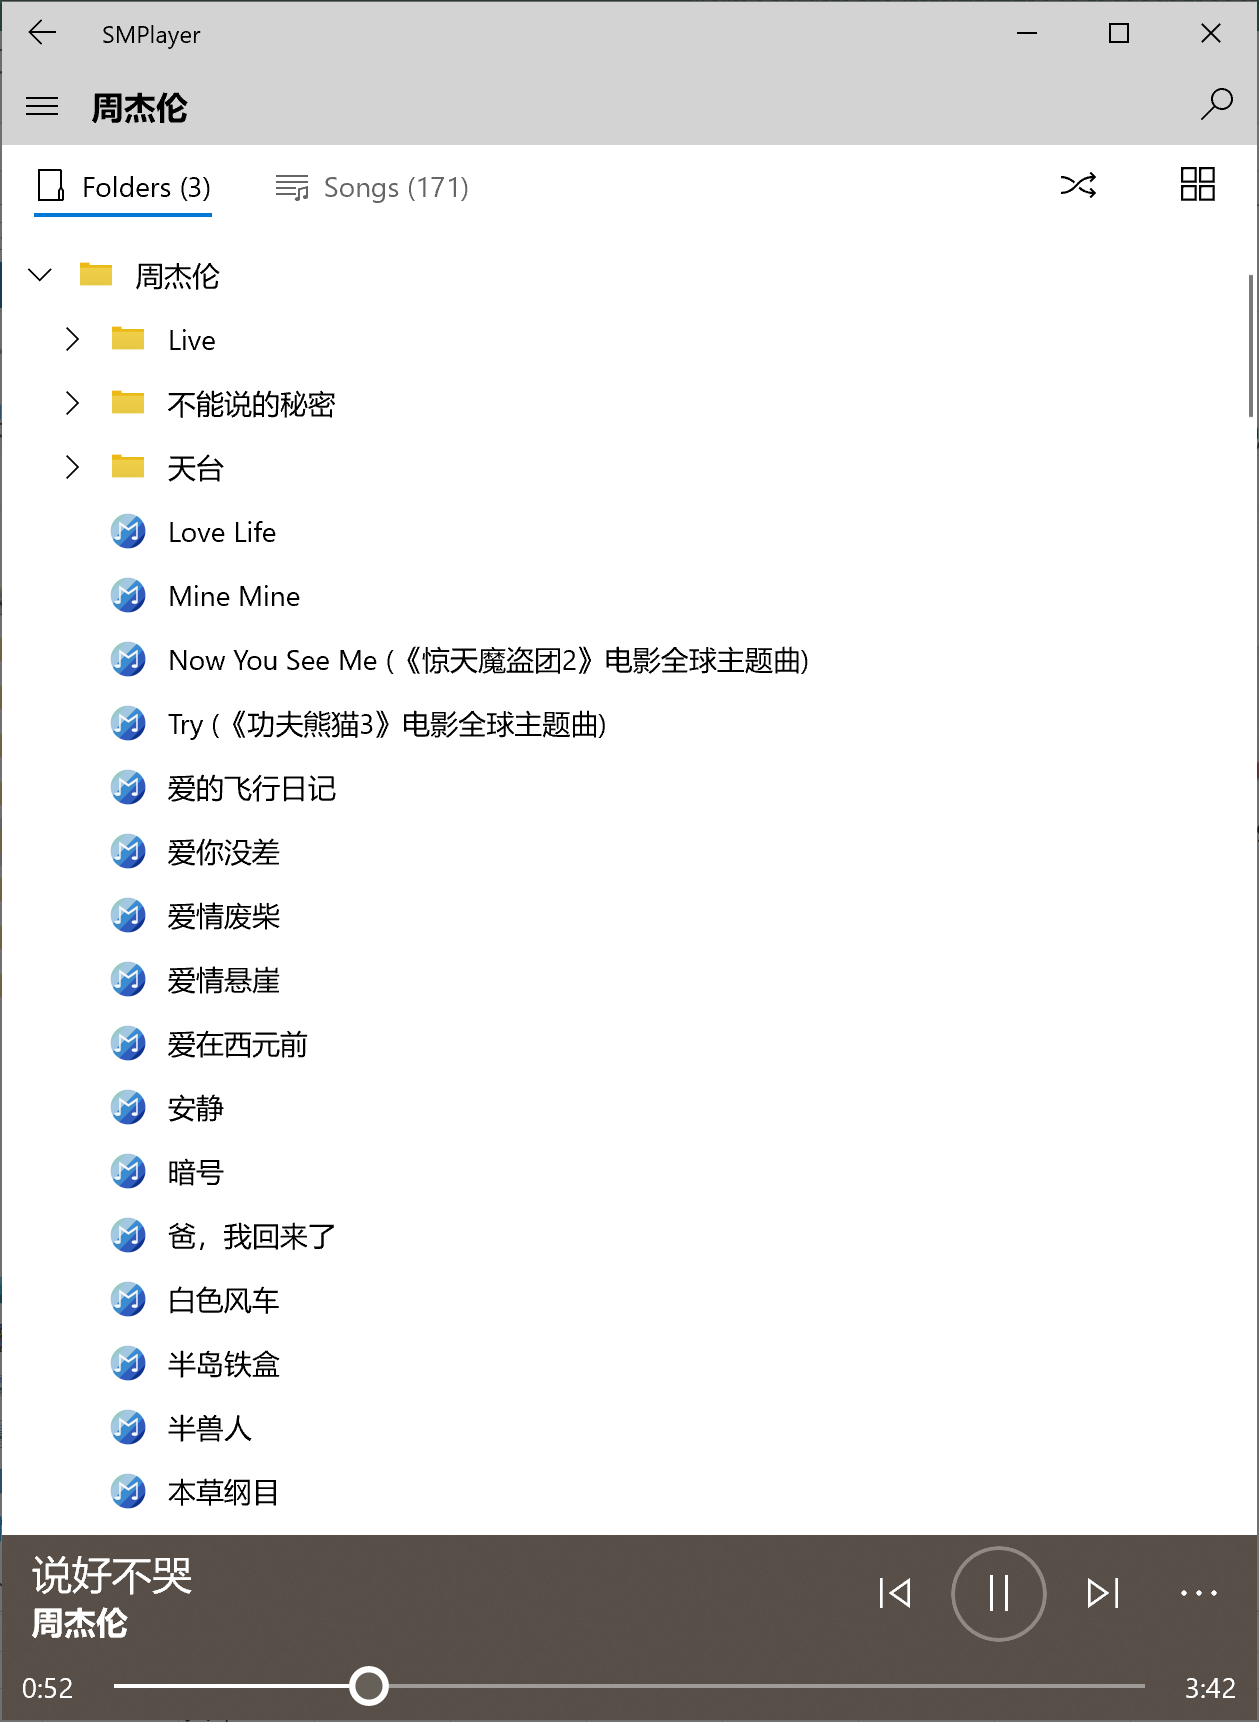 SMPlayer
周杰伦
Folders (3)
Songs (171)
周杰伦
Live
不能说的秘密
天台
Love Life
Mine Mine
Now You See Me (《惊天魔盗团2》电影全球主题曲)
Try (《功夫熊猫3》电影全球主题曲)
爱的飞行日记
爱你没差
爱情废柴
爱情悬崖
爱在西元前
安静
暗号
爸，我回来了
白色风车
半岛铁盒
半兽人
本草纲目
说好不哭
周杰伦
0:52
3:42